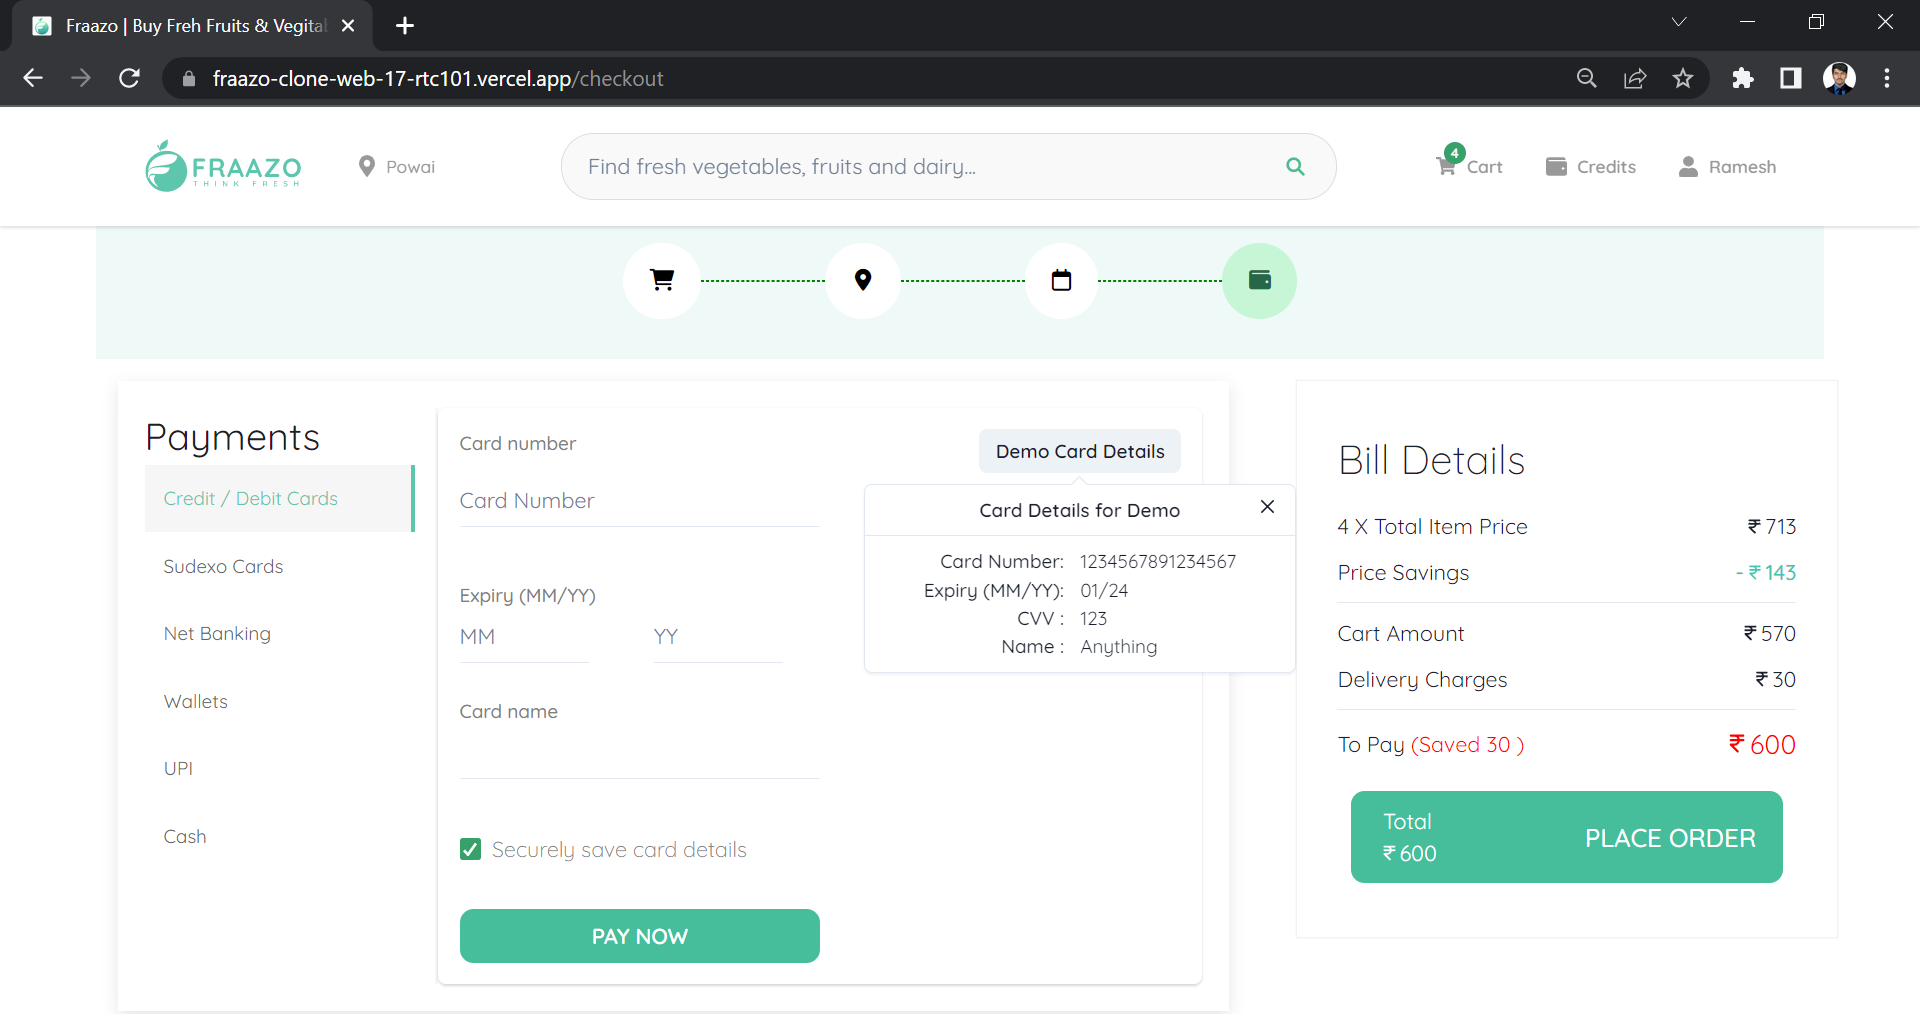 Fraazo | Buy Freh Fruits & Vegital
fraazo-clone-web-17-rtc101.vercel.app/checkout
FRAAZO
THINK FRESH
Powai
Find fresh vegetables, fruits and dairy...
4
Cart
Credits
Ramesh
Payments
Credit / Debit Cards
Sudexo Cards
Net Banking
Wallets
UPI
Cash
Card number
Card Number
Expiry (MM/YY)
MM YY
Card name
Securely save card details
PAY NOW
Demo Card Details
Card Details for Demo
Card Number: 1234567891234567
Expiry (MM/YY): 01/24
CVV : 123
Name : Anything
Bill Details
4 X Total Item Price ₹ 713
Price Savings - ₹ 143
Cart Amount ₹ 570
Delivery Charges ₹ 30
To Pay (Saved 30 ) ₹ 600
Total
₹ 600
PLACE ORDER